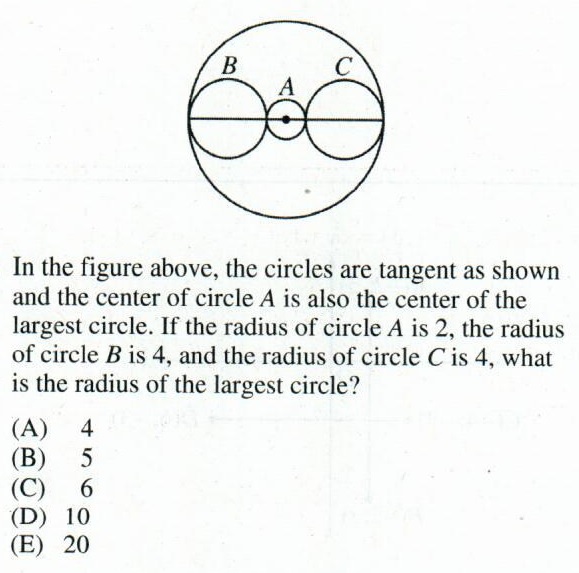 B
A
C
In the figure above, the circles are tangent as shown
and the center of circle A is also the center of the
largest circle. If the radius of circle A is 2, the radius
of circle B is 4, and the radius of circle C is 4, what
is the radius of the largest circle?
(A) 4
(B) 5
(C) 6
(D) 10
(E) 20